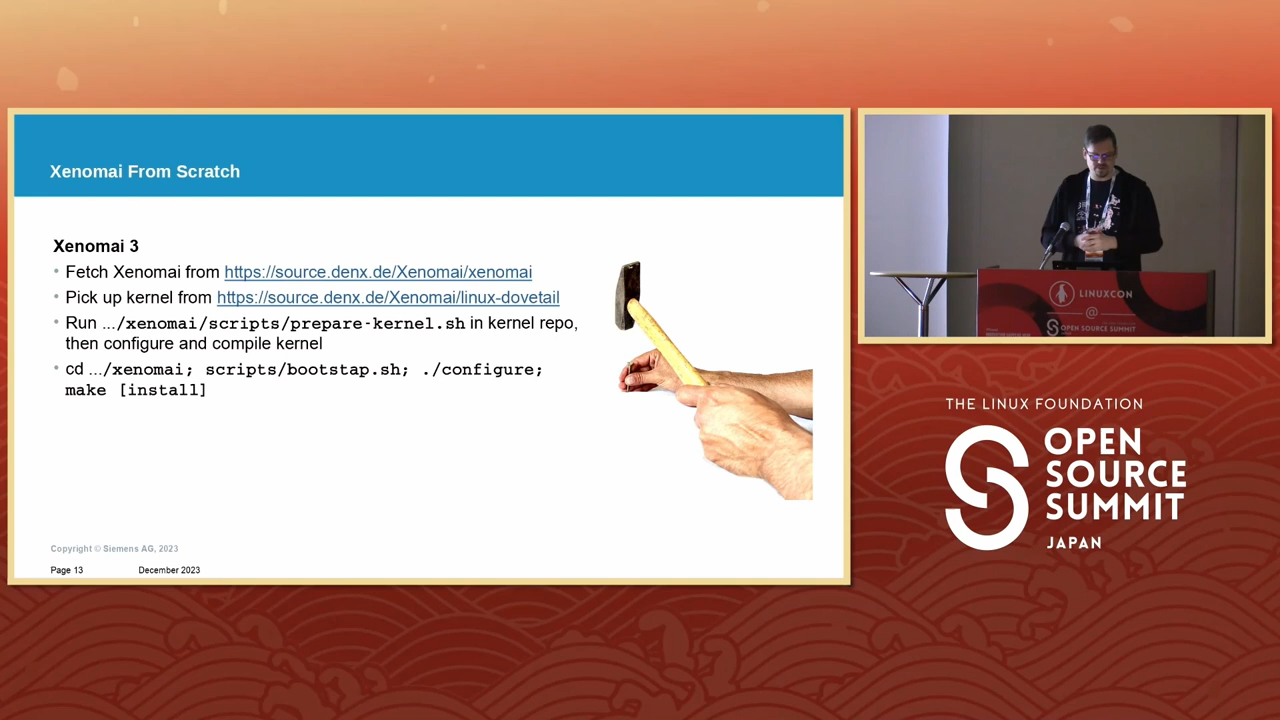 Xenomai From Scratch
Xenomai 3
• Fetch Xenomai from https://source.denx.de/Xenomai/xenomai
• Pick up kernel from https://source.denx.de/Xenomai/linux-dovetail
• Run .../xenomai/scripts/prepare-kernel.sh in kernel repo,
then configure and compile kernel
• cd .../xenomai; scripts/bootstap.sh; ./configure;
make [install]
Copyright © Siemens AG, 2023
Page 13 December 2023
LINUXCON
@
OPEN SOURCE SUMMIT
THE LINUX FOUNDATION
OPEN
SOURCE
SUMMIT
JAPAN